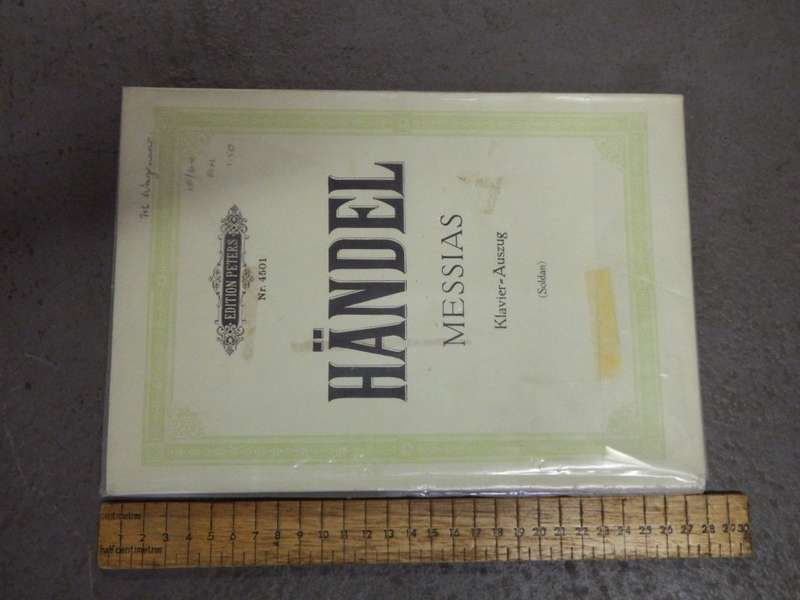 EDITION PETERS
Nr. 4501
HÄNDEL
MESSIAS
Klavier-Auszug
(Soldan)
centimetres
1 2 3 4 5 6 7 8 9 10 11 12 13 14 15 16 17 18 19 20 21 22 23 24 25 26 27 28 29 30
half centimetres